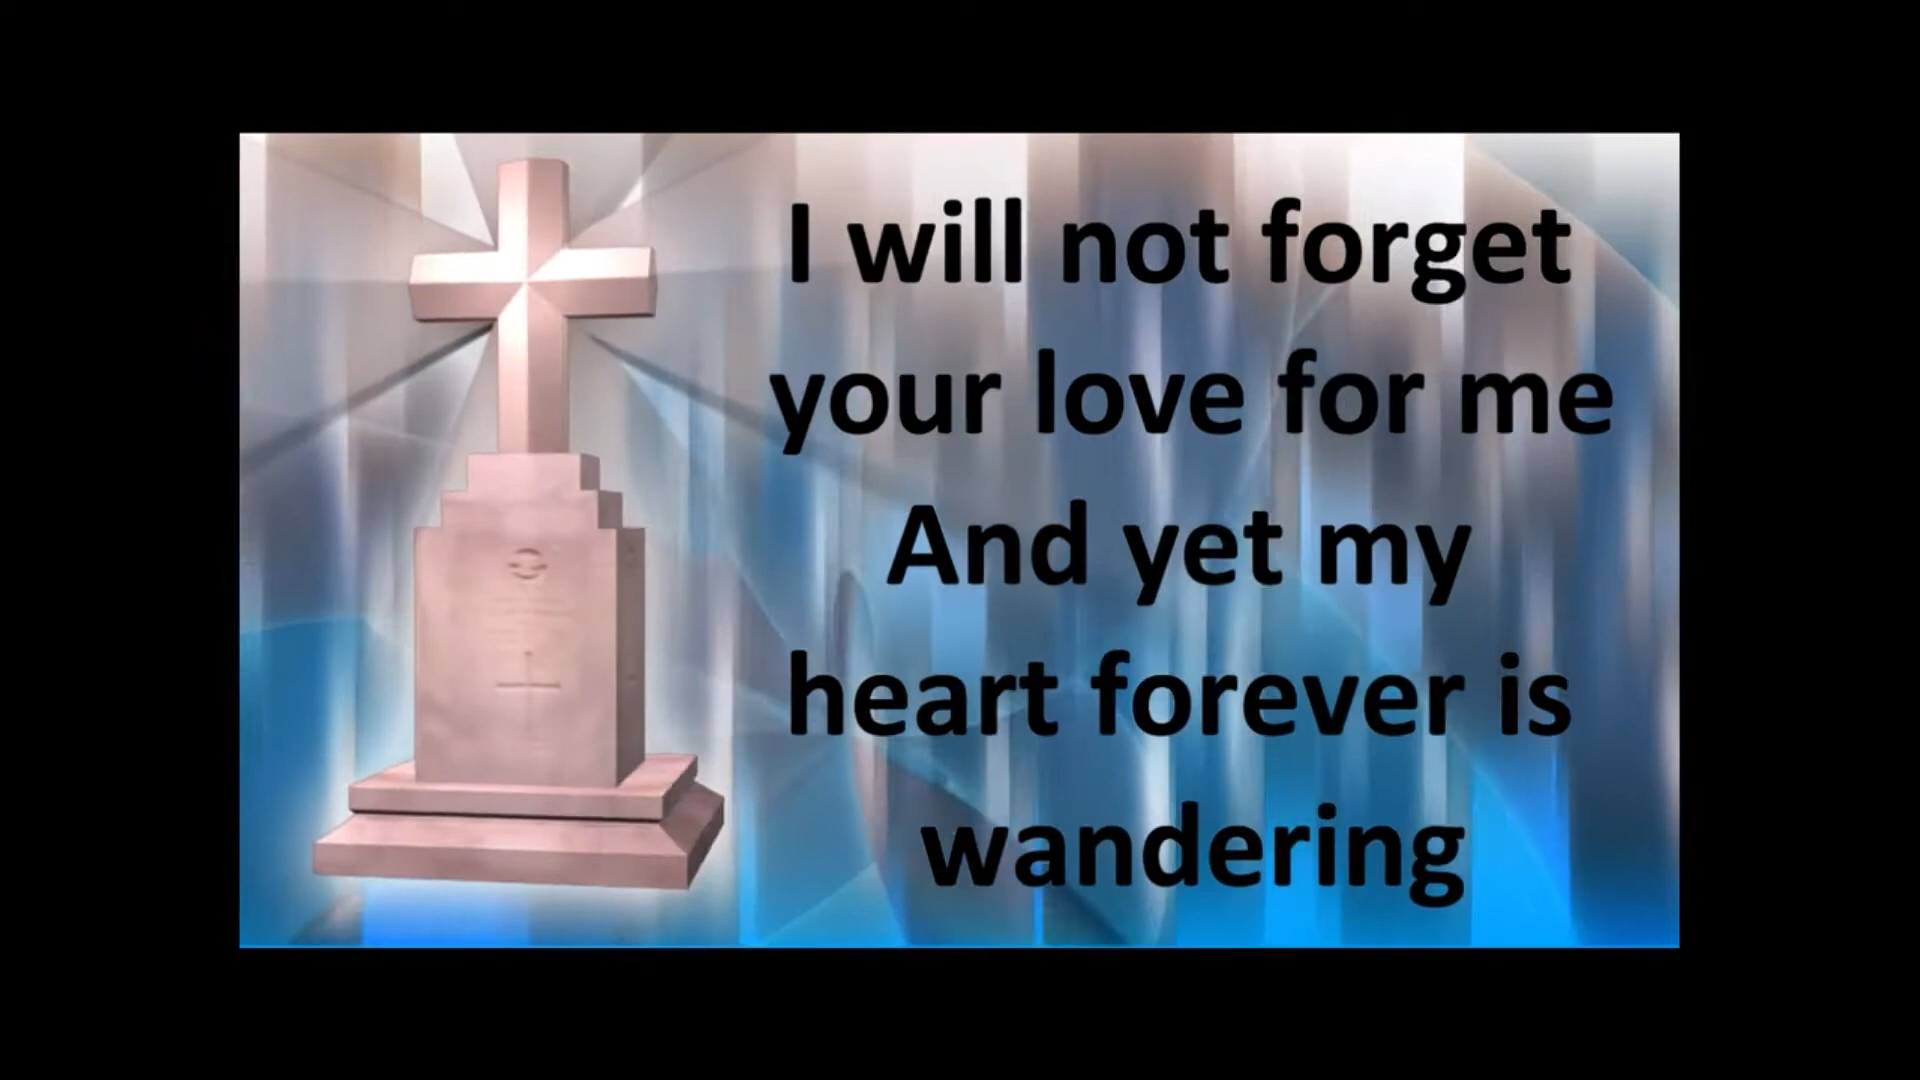 I will not forget
your love for me
And yet my
heart forever is
wandering